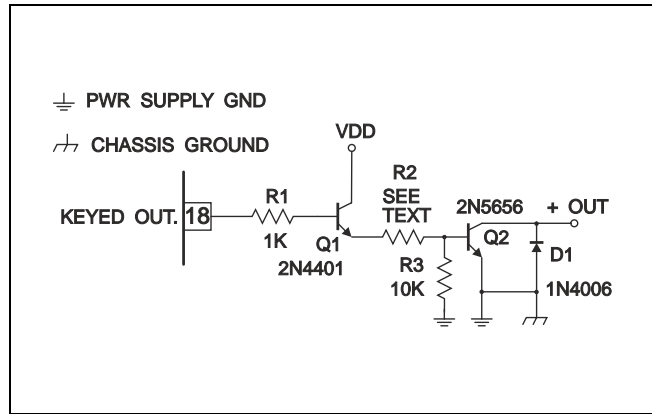 PWR SUPPLY GND
CHASSIS GROUND
VDD
R2
SEE
TEXT
R1
1K
KEYED OUT. 18
Q1
2N4401
2N5656
+ OUT
Q2
D1
R3
10K
1N4006